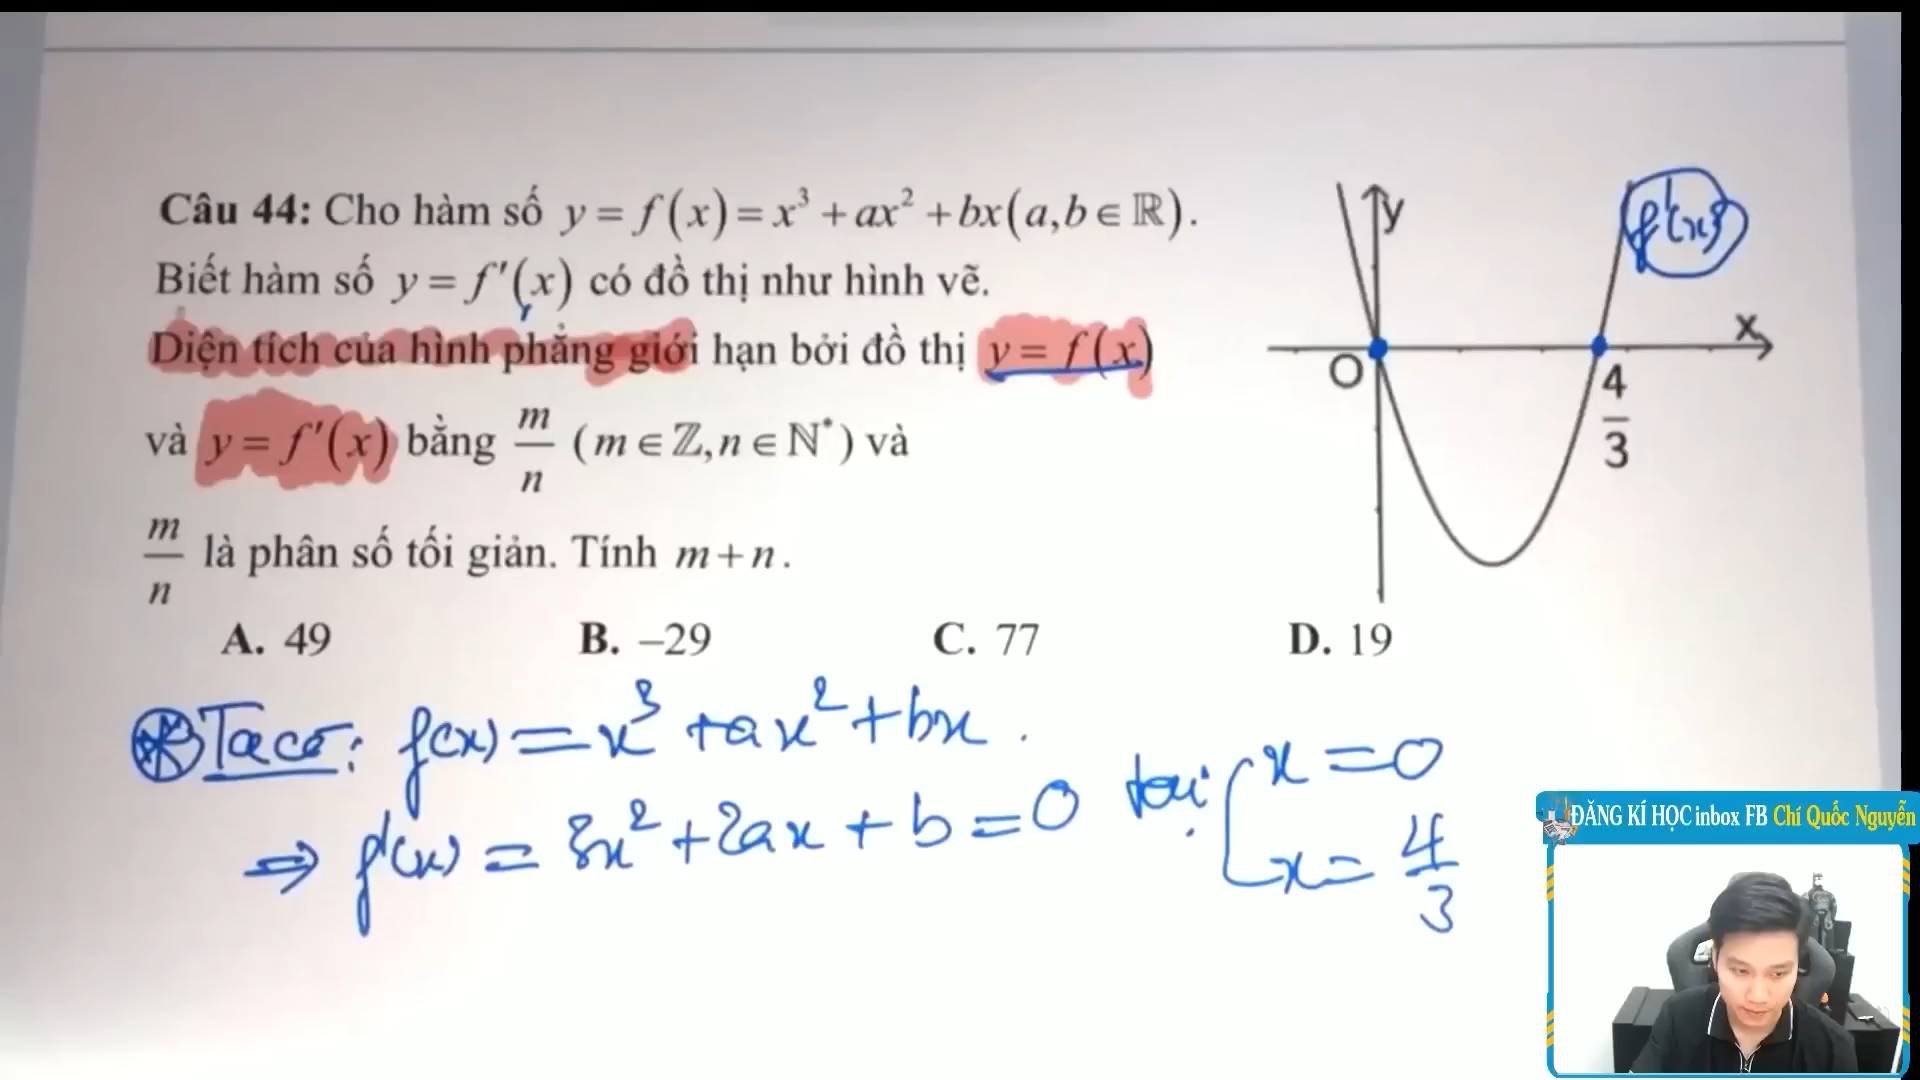 Câu 44: Cho hàm số y = f(x) = x³ + ax² + bx (a,b ∈ ℝ).
Biết hàm số y = f'(x) có đồ thị như hình vẽ.
Diện tích của hình phẳng giới hạn bởi đồ thị y = f(x)
và y = f'(x) bằng m/n (m ∈ ℤ, n ∈ ℕ*) và
m/n là phân số tối giản. Tính m + n.
A. 49 B. –29 C. 77 D. 19
y
f'(x)
x
O
4/3
Ta có: f(x) = x³ + ax² + bx.
⇒ f'(x) = 3x² + 2ax + b = 0 tại [x = 0
x = 4/3
ĐĂNG KÍ HỌC inbox FB Chí Quốc Nguyễn